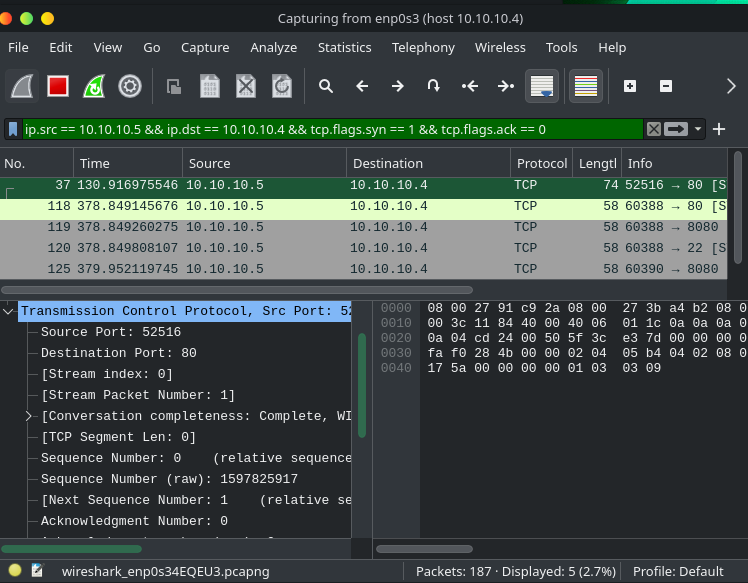 Capturing from enp0s3 (host 10.10.10.4)
File Edit View Go Capture Analyze Statistics Telephony Wireless Tools Help
ip.src == 10.10.10.5 && ip.dst == 10.10.10.4 && tcp.flags.syn == 1 && tcp.flags.ack == 0
No. Time Source Destination Protocol Lengtl Info
37 130.916975546 10.10.10.5 10.10.10.4 TCP 74 52516 → 80 [S
118 378.849145676 10.10.10.5 10.10.10.4 TCP 58 60388 → 80 [S
119 378.849260275 10.10.10.5 10.10.10.4 TCP 58 60388 → 8080
120 378.849808107 10.10.10.5 10.10.10.4 TCP 58 60388 → 22 [S
125 379.952119745 10.10.10.5 10.10.10.4 TCP 58 60390 → 8080
Transmission Control Protocol, Src Port: 52
Source Port: 52516
Destination Port: 80
[Stream index: 0]
[Stream Packet Number: 1]
[Conversation completeness: Complete, WI
[TCP Segment Len: 0]
Sequence Number: 0 (relative sequence
Sequence Number (raw): 1597825917
[Next Sequence Number: 1 (relative se
Acknowledgment Number: 0
0000 08 00 27 91 c9 2a 08 00 27 3b a4 b2 08 0
0010 00 3c 11 84 40 00 40 06 01 1c 0a 0a 0a 0
0020 0a 04 cd 24 00 50 5f 3c e3 7d 00 00 00 0
0030 fa f0 28 4b 00 00 02 04 05 b4 04 02 08 0
0040 17 5a 00 00 00 00 01 03 03 09
wireshark_enp0s34EQEU3.pcapng
Packets: 187 · Displayed: 5 (2.7%)
Profile: Default